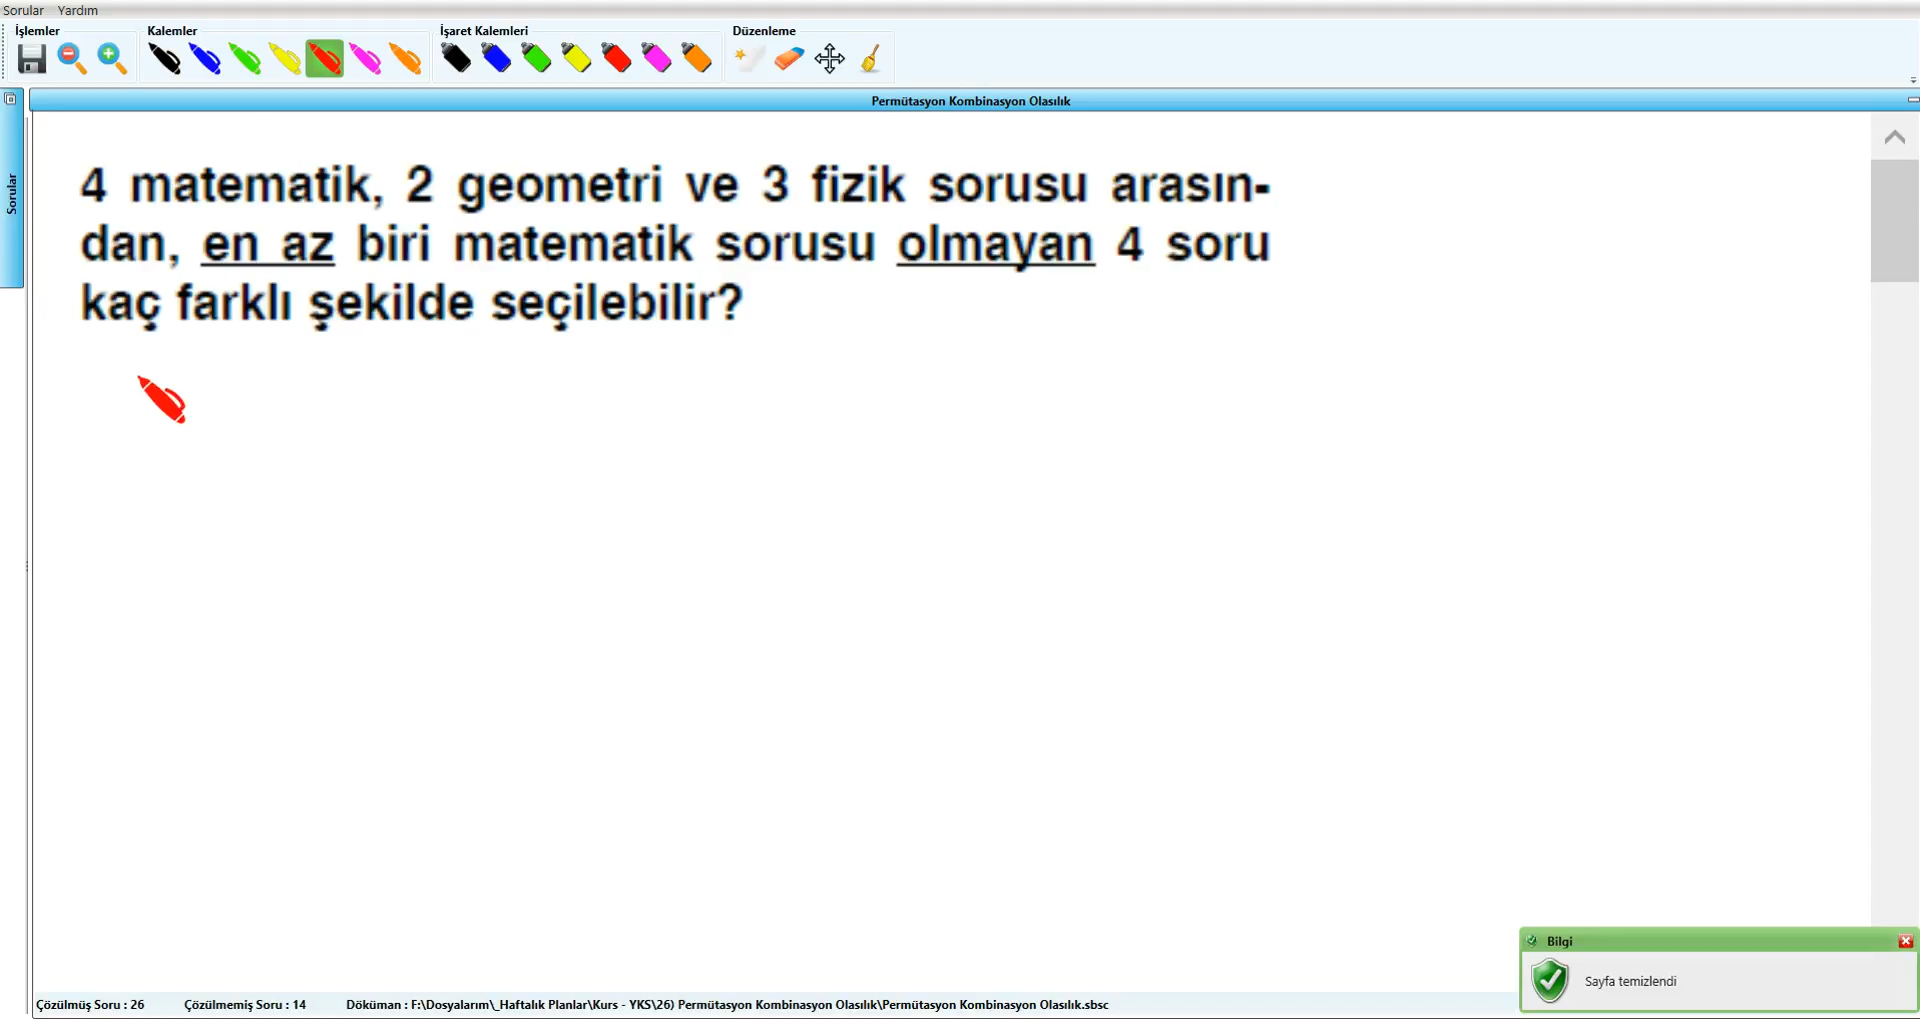 Sorular Yardım
İşlemler Kalemler İşaret Kalemleri Düzenleme
Permütasyon Kombinasyon Olasılık
Sorular
4 matematik, 2 geometri ve 3 fizik sorusu arasın-
dan, en az biri matematik sorusu olmayan 4 soru
kaç farklı şekilde seçilebilir?
Bilgi
Sayfa temizlendi
Çözülmüş Soru : 26 Çözülmemiş Soru : 14 Döküman : F:\Dosyalarım\_Haftalık Planlar\Kurs - YKS\26) Permütasyon Kombinasyon Olasılık\Permütasyon Kombinasyon Olasılık.sbsc